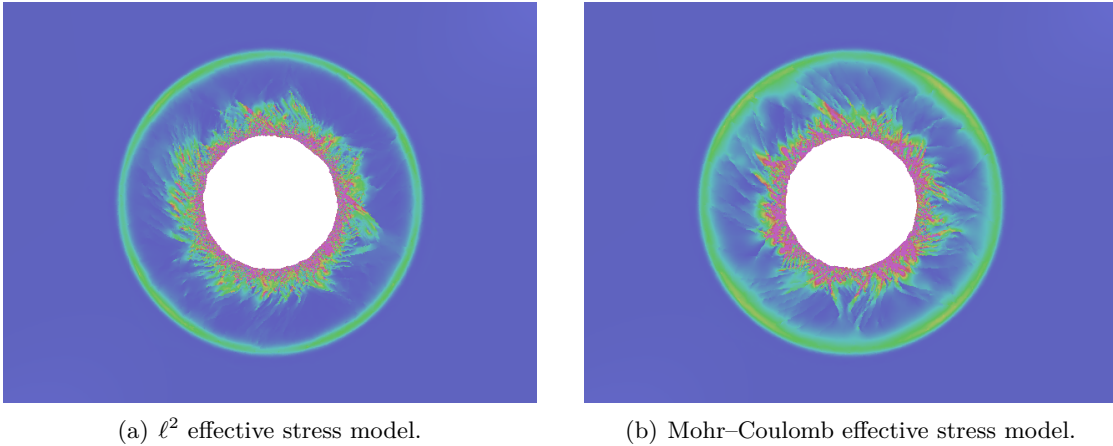 (a) ℓ² effective stress model.
(b) Mohr–Coulomb effective stress model.